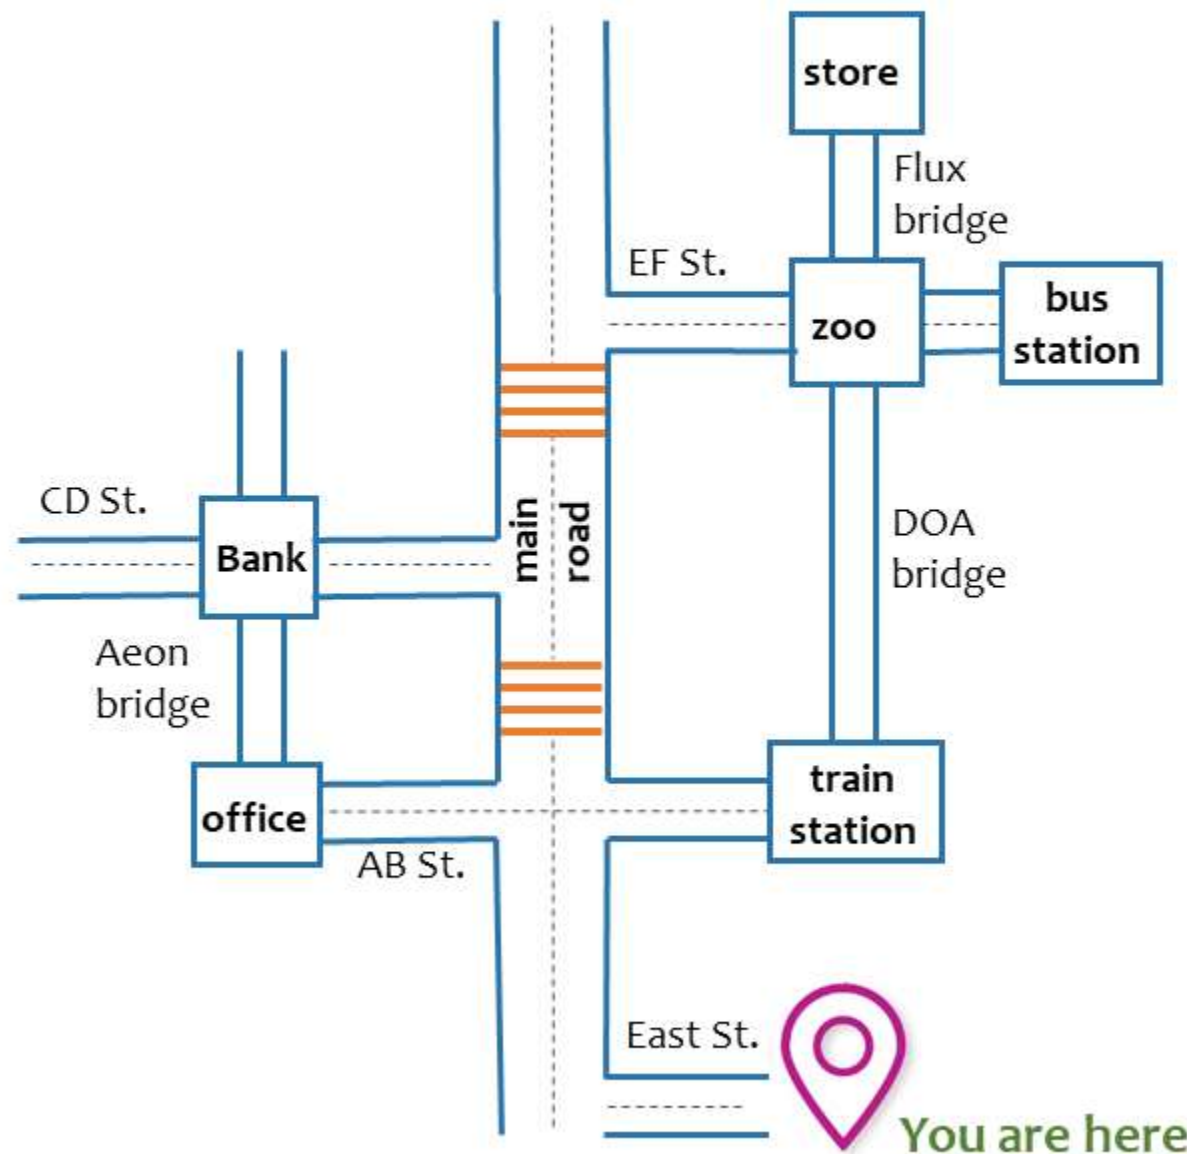 store
Flux
bridge
EF St.
zoo
bus
station
CD St.
Bank
main
road
DOA
bridge
Aeon
bridge
office
AB St.
train
station
East St.
You are here